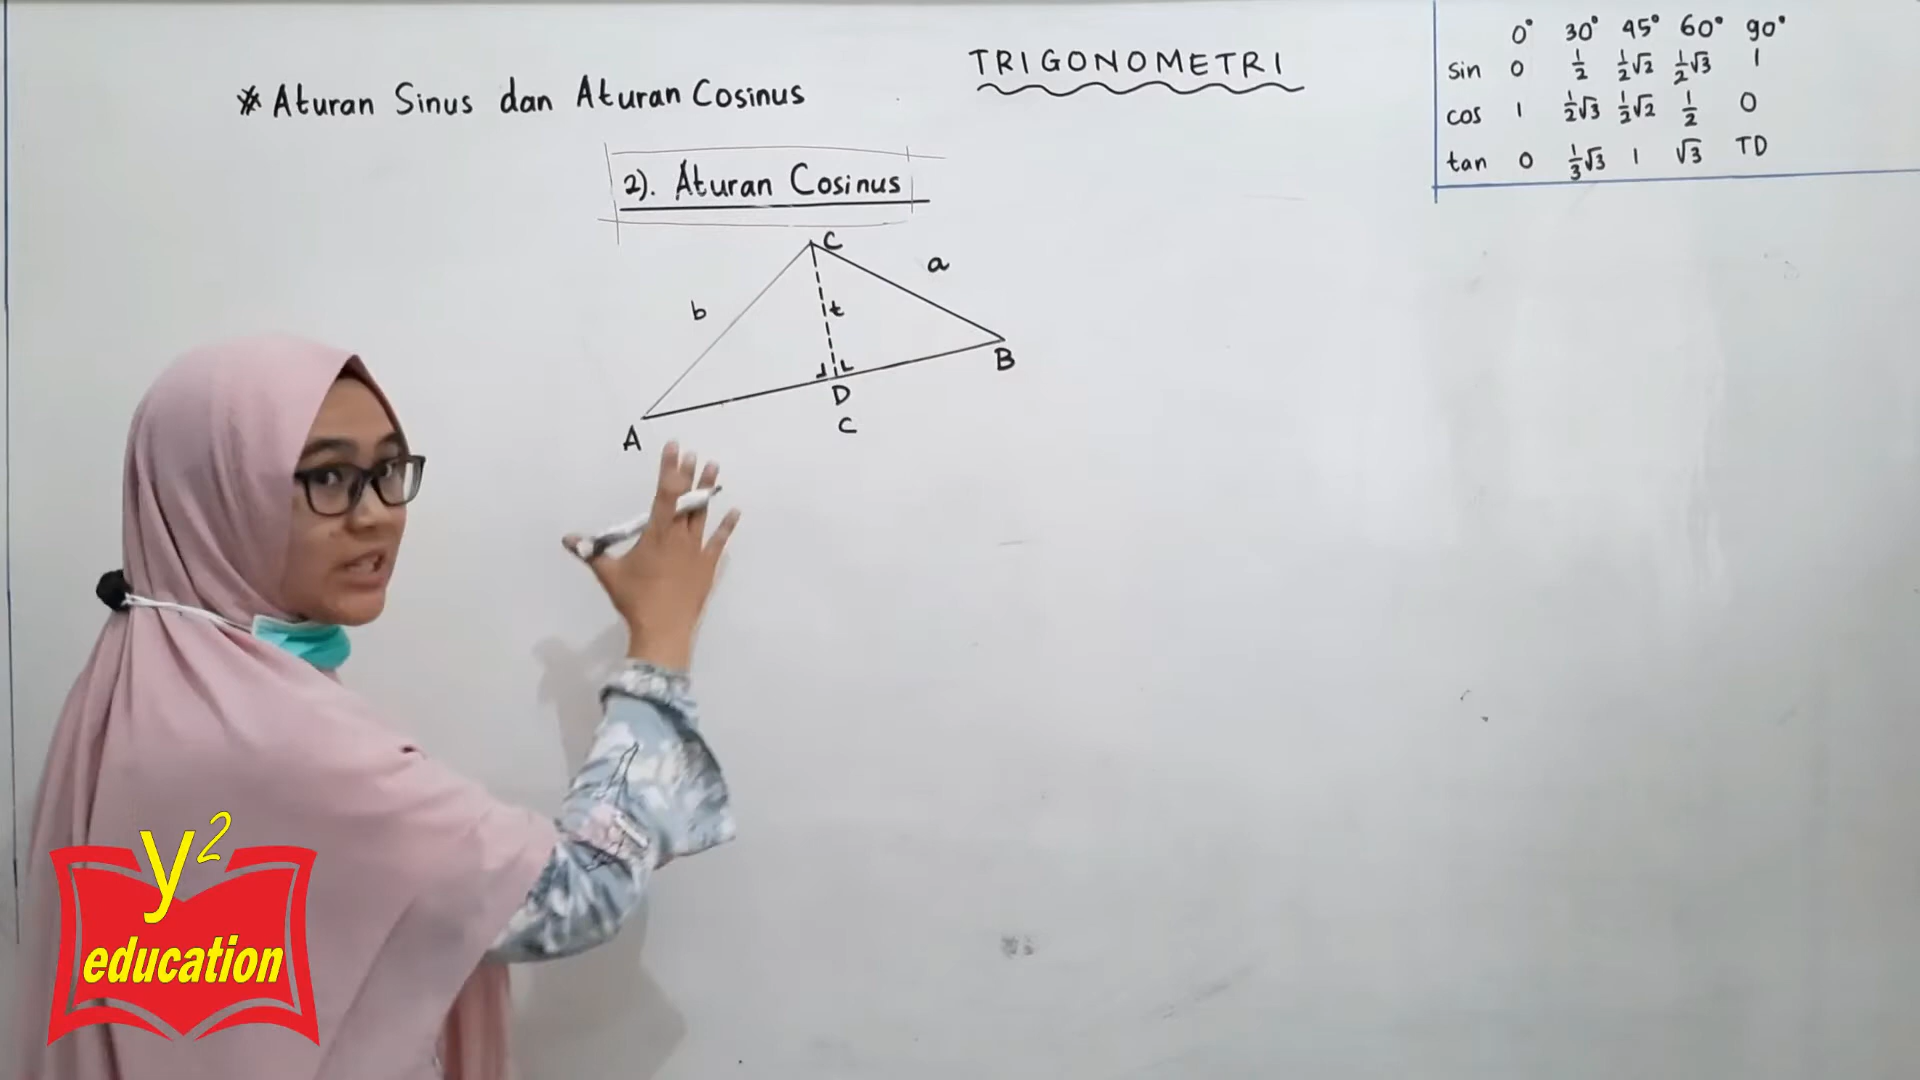 TRIGONOMETRI
* Aturan Sinus dan Aturan Cosinus
0° 30° 45° 60° 90°
sin 0 1/2 1/2√2 1/2√3 1
cos 1 1/2√3 1/2√2 1/2 0
tan 0 1/3√3 1 √3 TD
2). Aturan Cosinus
C
a
b
t
B
D
A
C
y²
education